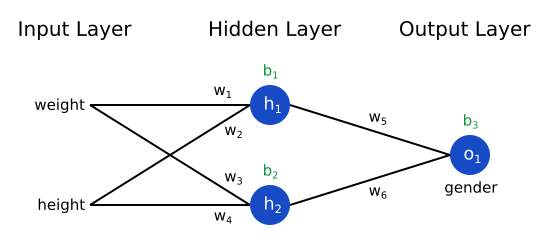 Input Layer Hidden Layer Output Layer
b₁
w₁
weight h₁
w₂ w₅ b₃
o₁
b₂
w₃ gender
w₆
height h₂
w₄